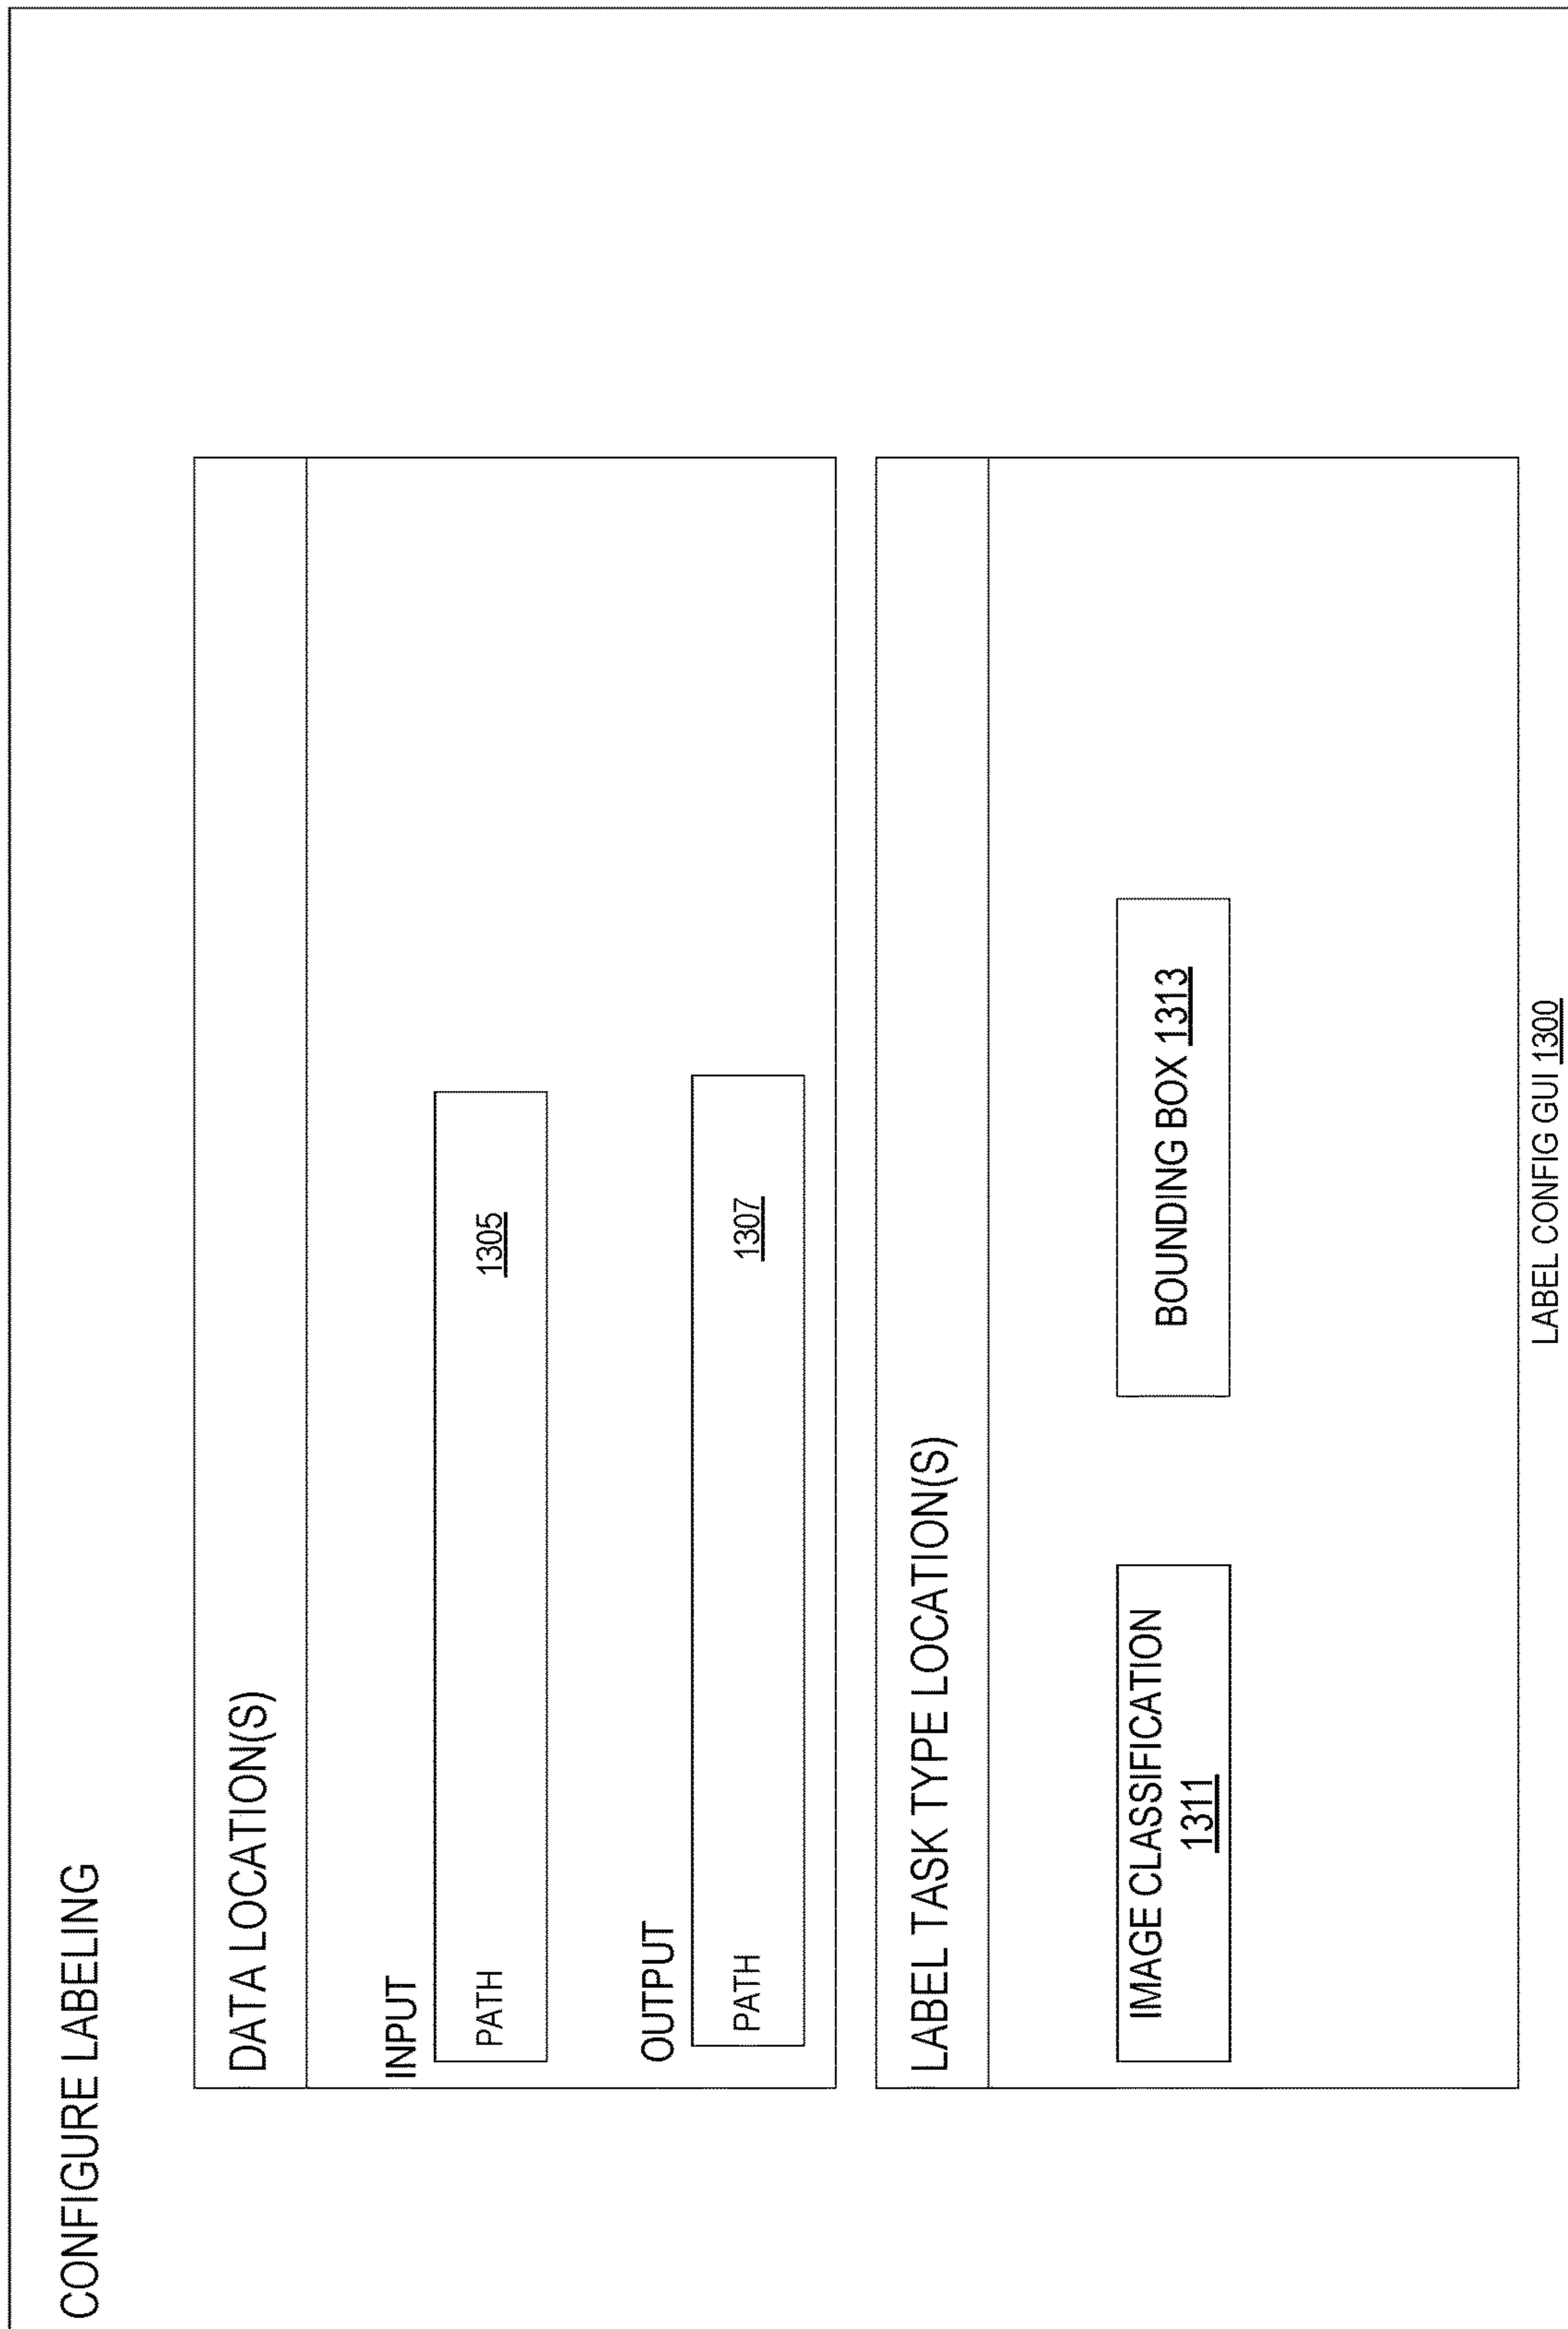 CONFIGURE LABELING
DATA LOCATION(S)
INPUT
PATH 1305
OUTPUT
PATH 1307
LABEL TASK TYPE LOCATION(S)
IMAGE CLASSIFICATION
1311
BOUNDING BOX 1313
LABEL CONFIG GUI 1300